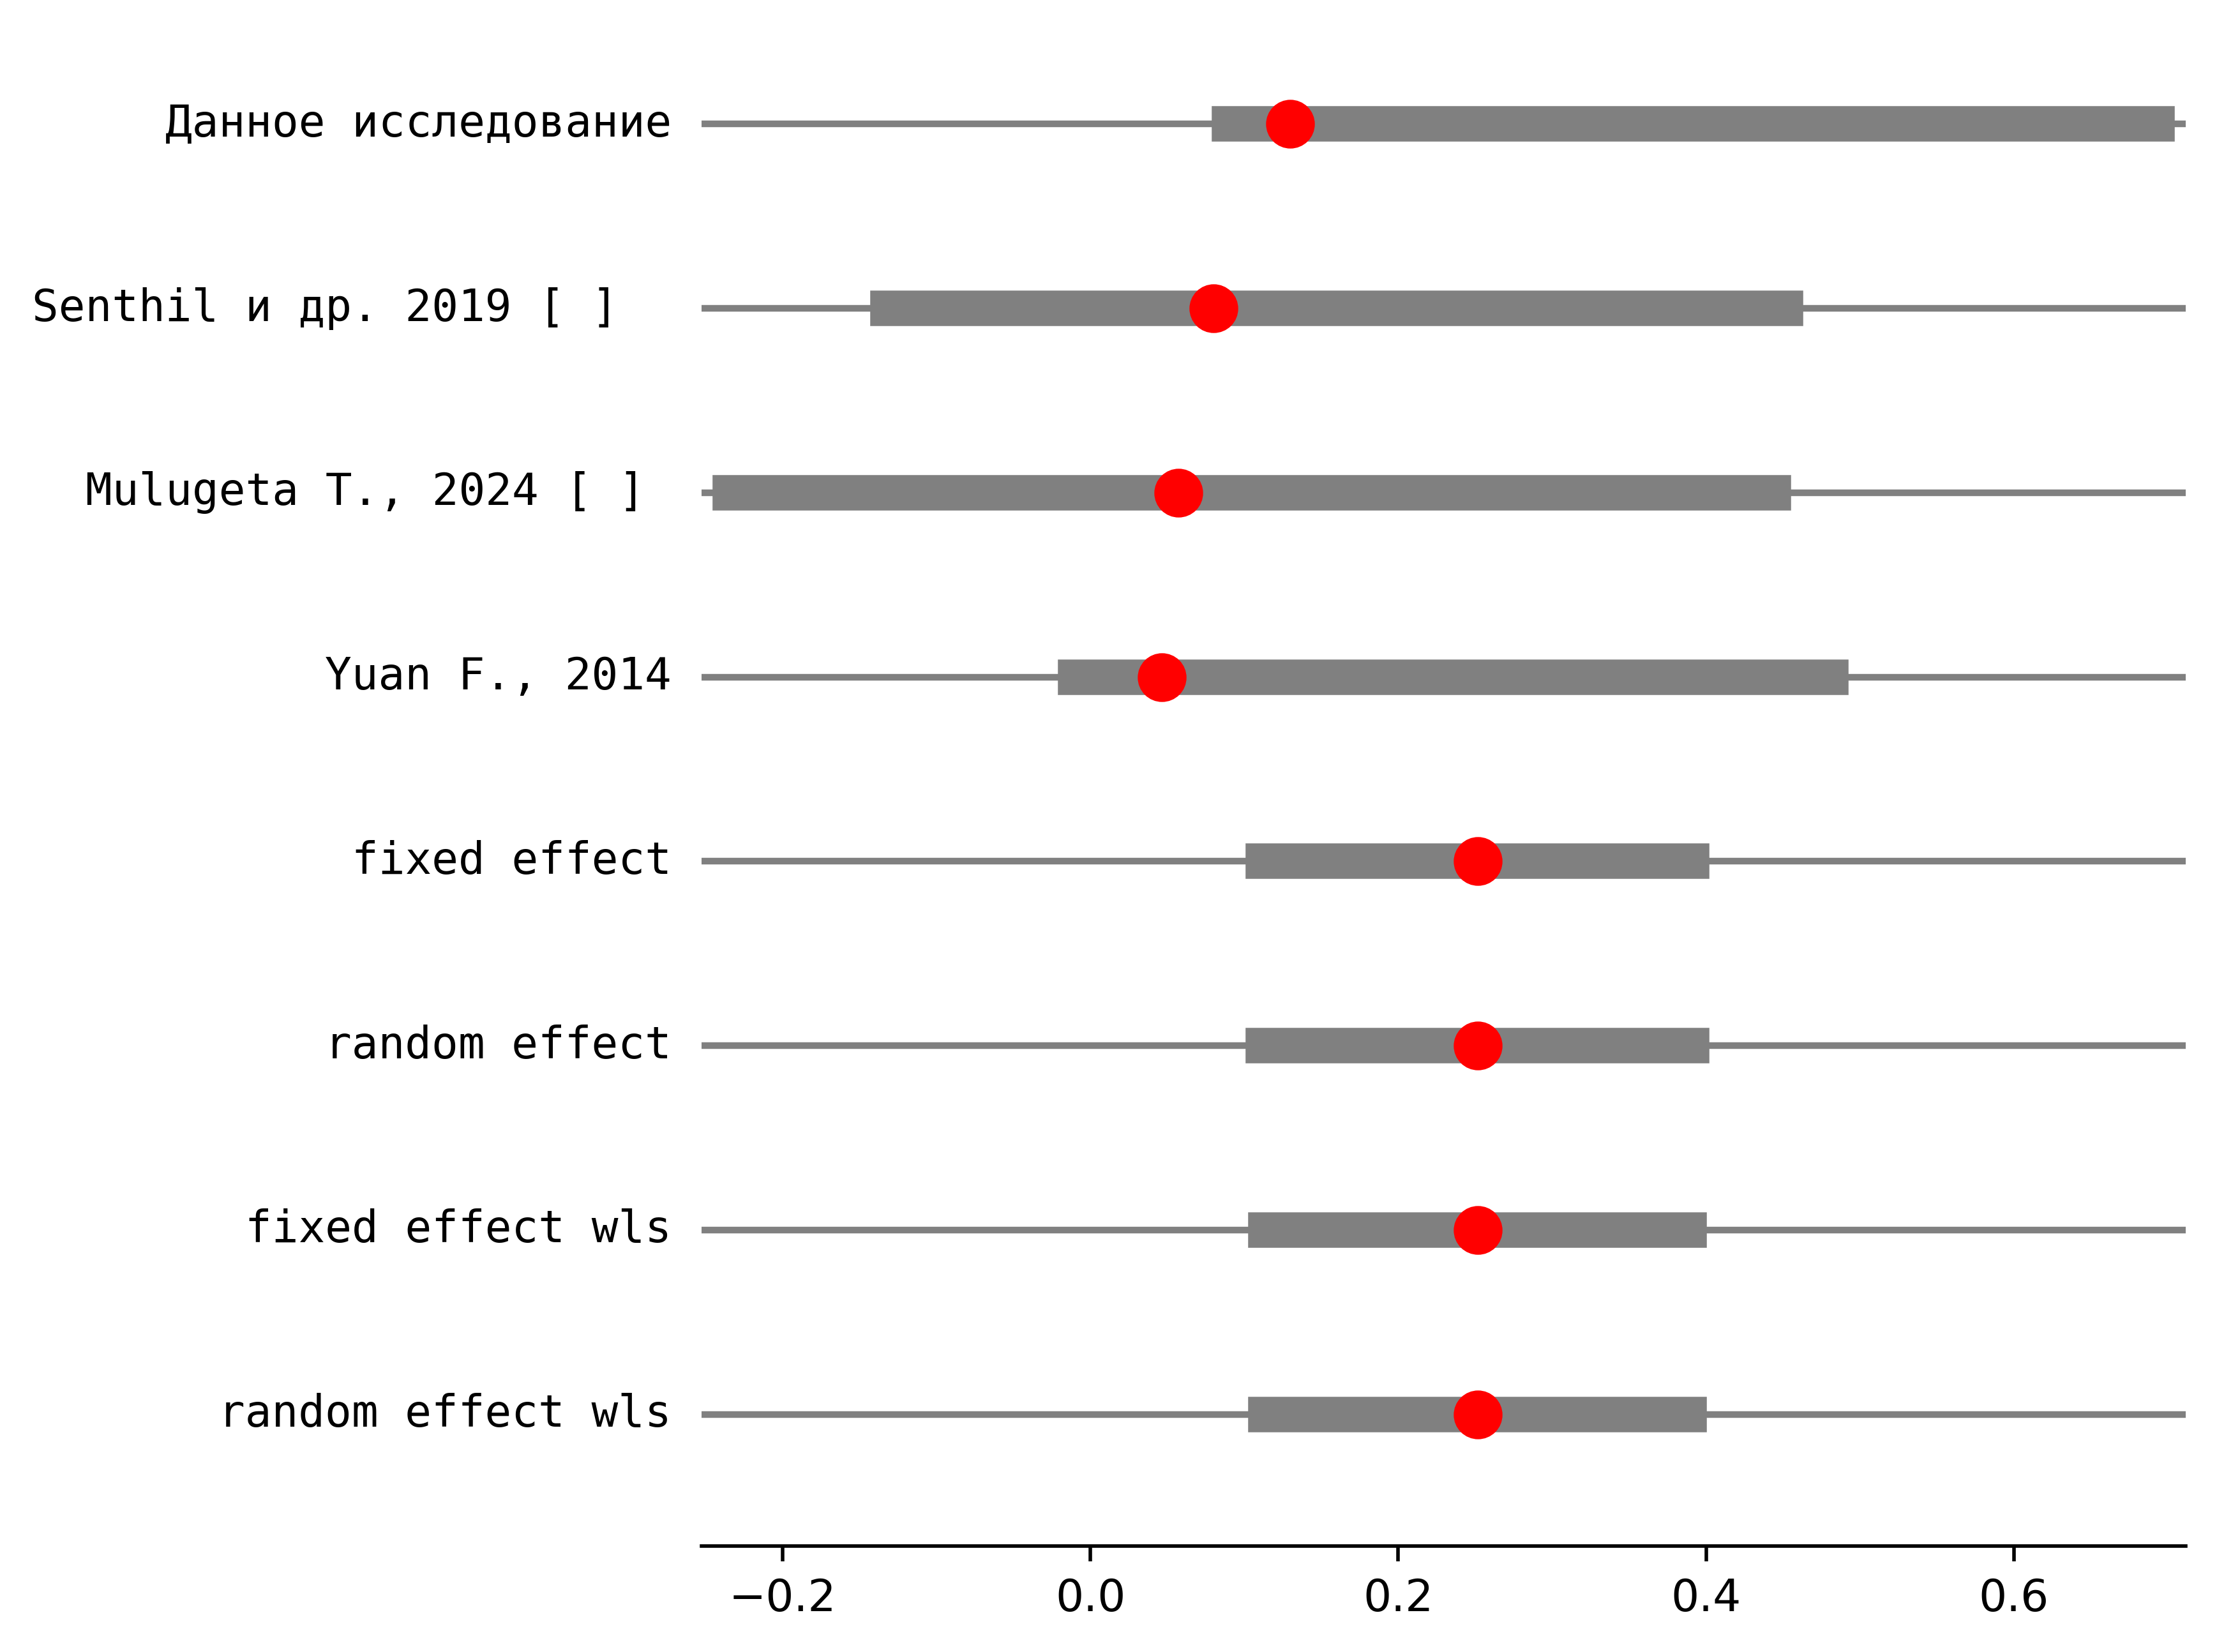 Данное исследование
Senthil и др. 2019 [ ]
Mulugeta T., 2024 [ ]
Yuan F., 2014
fixed effect
random effect
fixed effect wls
random effect wls
−0.2 0.0 0.2 0.4 0.6